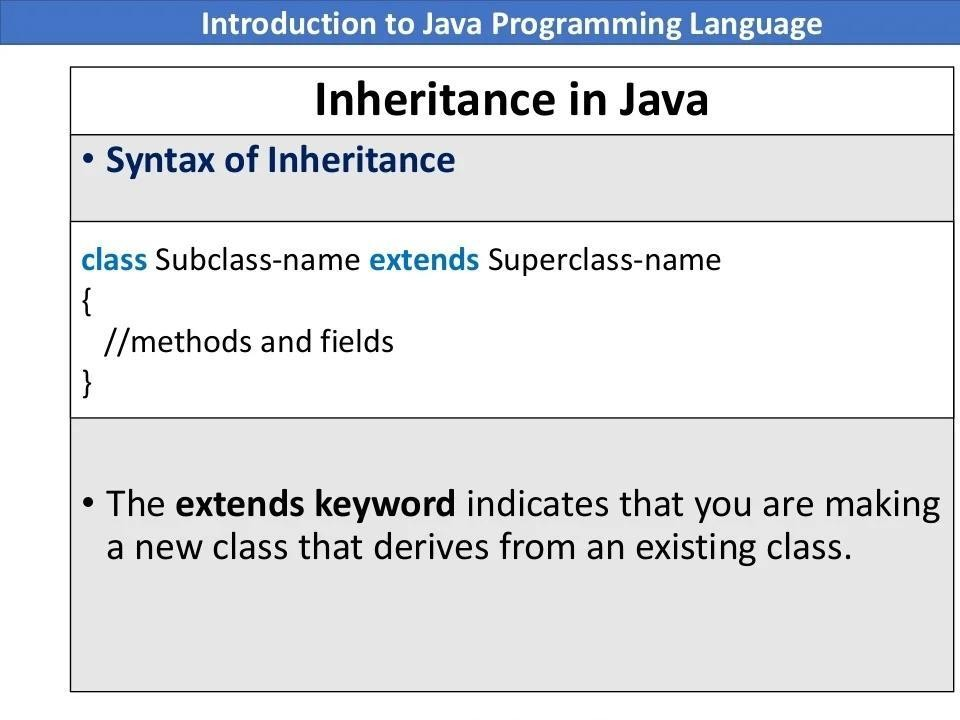 Introduction to Java Programming Language
Inheritance in Java
• Syntax of Inheritance
class Subclass-name extends Superclass-name
{
//methods and fields
}
• The extends keyword indicates that you are making
a new class that derives from an existing class.